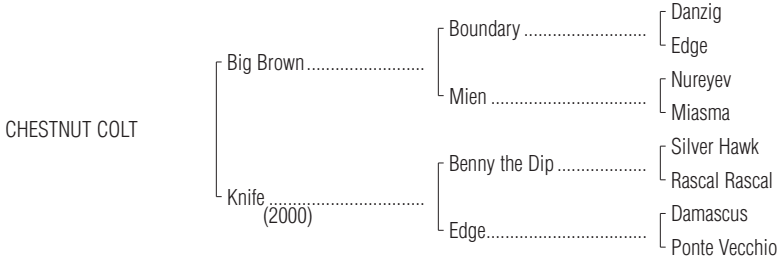 Danzig
Boundary ..........................
Edge
Big Brown.........................
Nureyev
Mien .................................
Miasma
CHESTNUT COLT
Silver Hawk
Benny the Dip ...................
Rascal Rascal
Knife .................................
(2000)
Damascus
Edge..................................
Ponte Vecchio